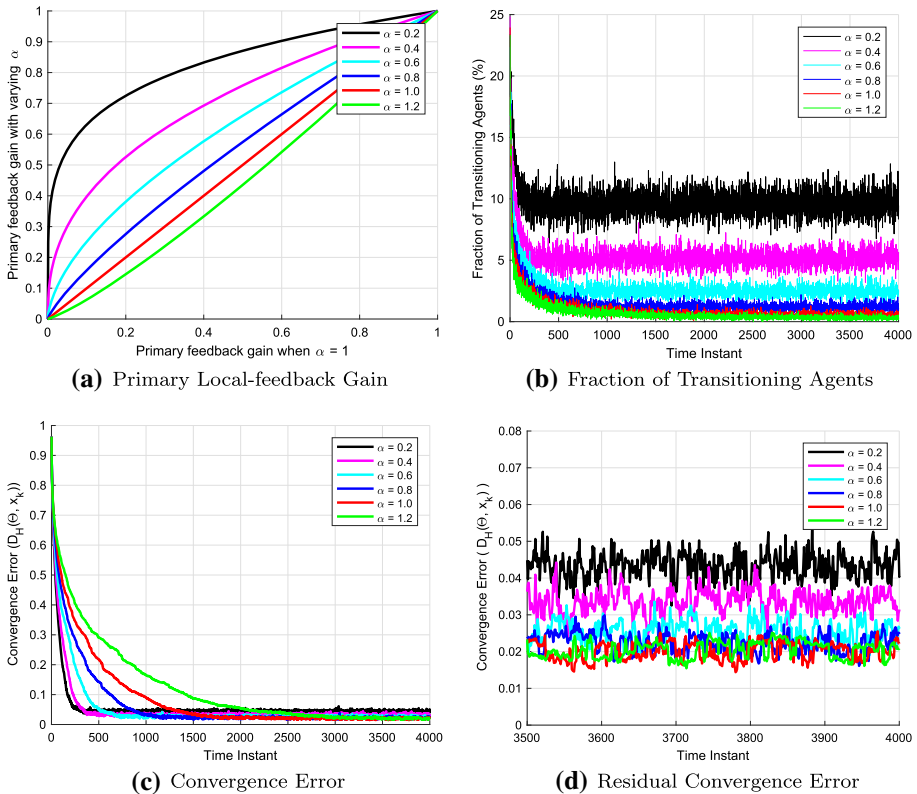 1
0.9
0.8
0.7
0.6
0.5
0.4
0.3
0.2
0.1
0
0
0.2
0.4
0.6
0.8
1
Primary feedback gain with varying α
Primary feedback gain when α = 1
α = 0.2
α = 0.4
α = 0.6
α = 0.8
α = 1.0
α = 1.2
(a) Primary Local-feedback Gain
25
20
15
10
5
0
0
500
1000
1500
2000
2500
3000
3500
4000
Fraction of Transitioning Agents (%)
Time Instant
α = 0.2
α = 0.4
α = 0.6
α = 0.8
α = 1.0
α = 1.2
(b) Fraction of Transitioning Agents
1
0.9
0.8
0.7
0.6
0.5
0.4
0.3
0.2
0.1
0
0
500
1000
1500
2000
2500
3000
3500
4000
Convergence Error (D_H(Θ, x_k))
Time Instant
α = 0.2
α = 0.4
α = 0.6
α = 0.8
α = 1.0
α = 1.2
(c) Convergence Error
0.08
0.07
0.06
0.05
0.04
0.03
0.02
0.01
0
3500
3600
3700
3800
3900
4000
Convergence Error ( D_H(Θ, x_k) )
Time Instant
α = 0.2
α = 0.4
α = 0.6
α = 0.8
α = 1.0
α = 1.2
(d) Residual Convergence Error